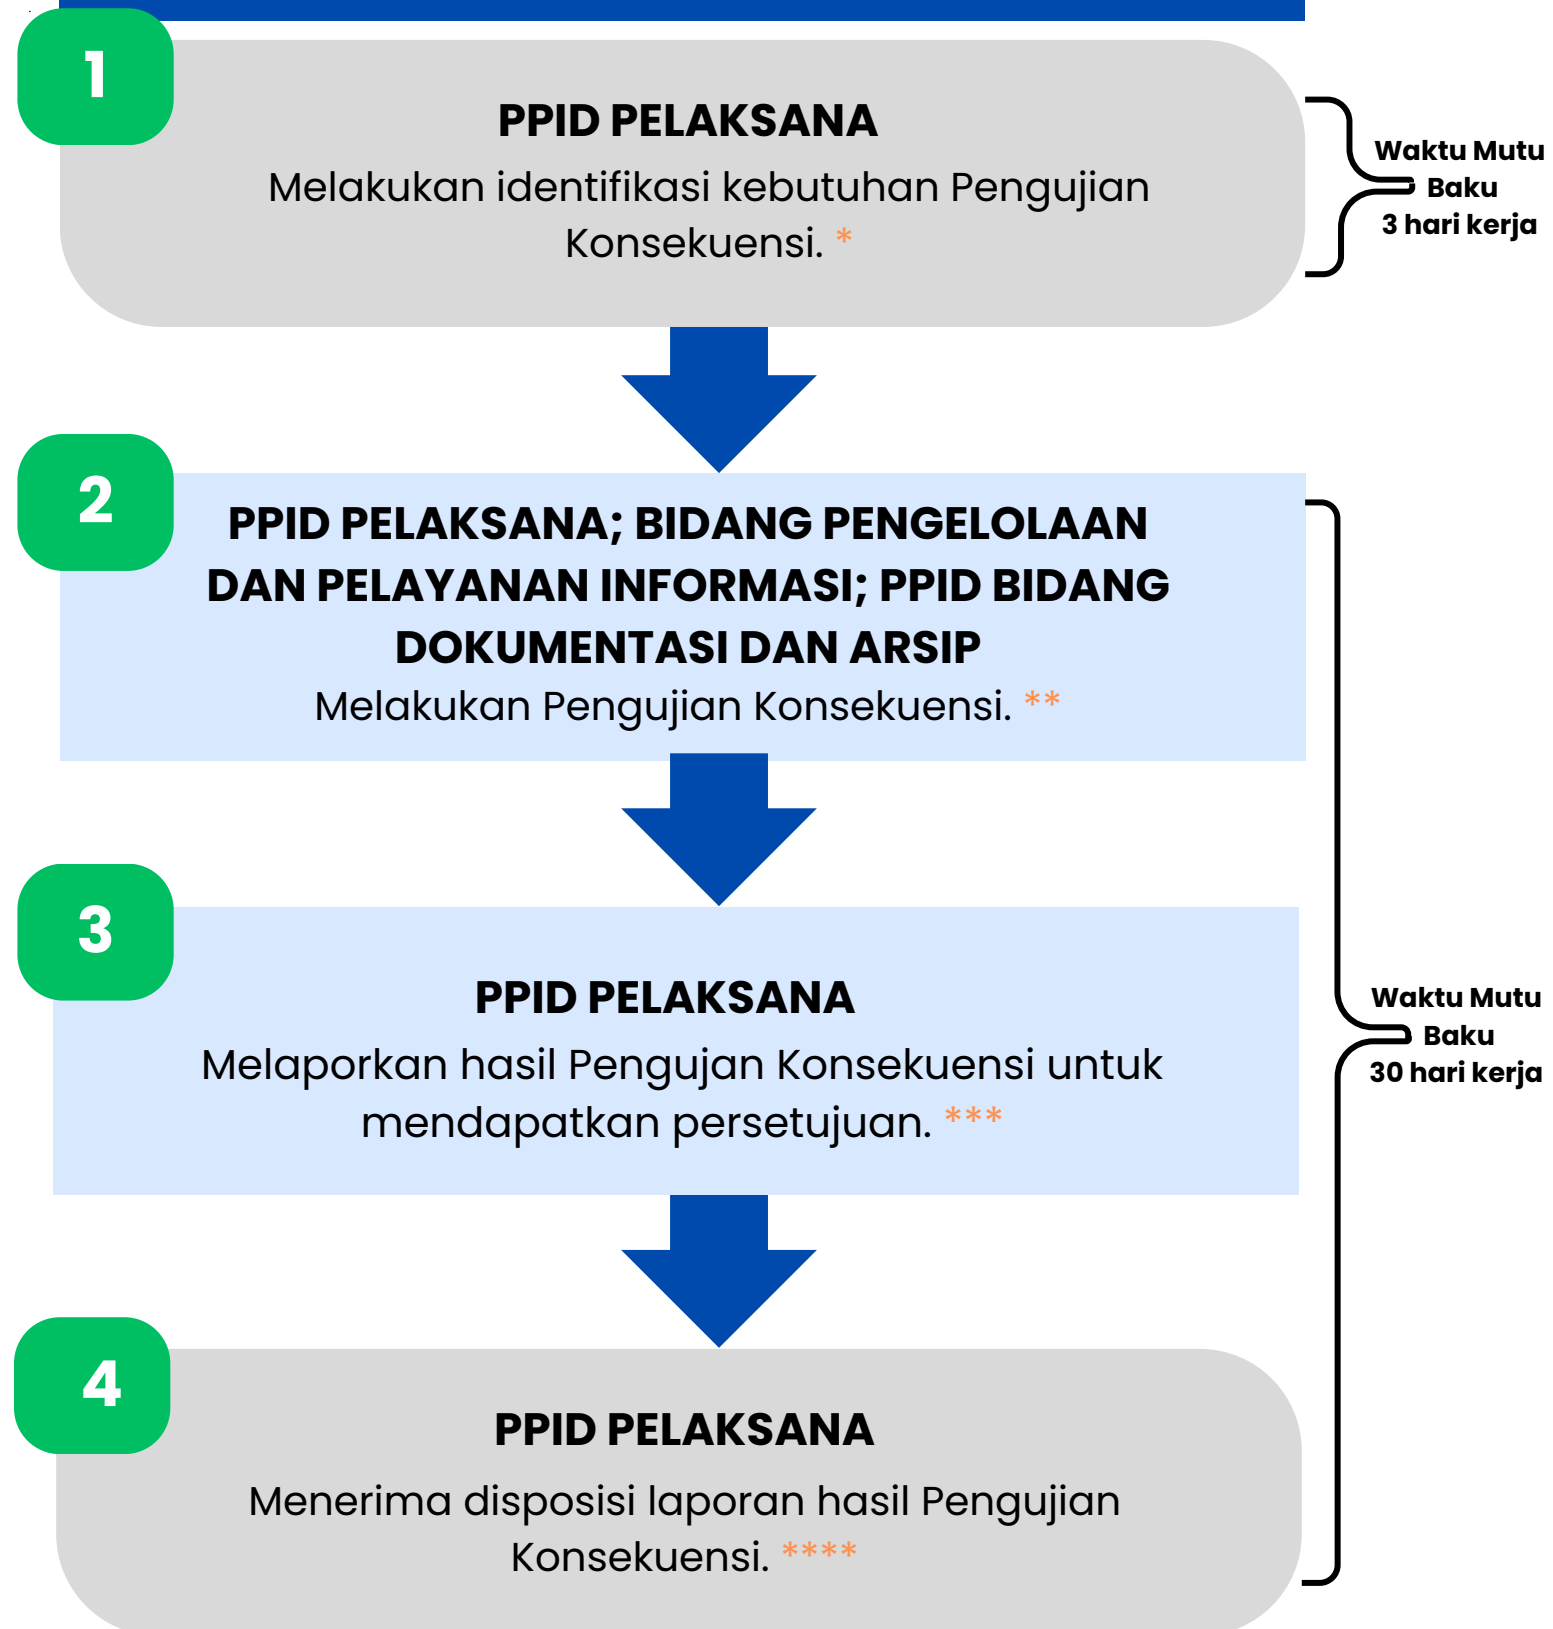 1
PPID PELAKSANA
Melakukan identifikasi kebutuhan Pengujian
Konsekuensi. *
Waktu Mutu
Baku
3 hari kerja
2
PPID PELAKSANA; BIDANG PENGELOLAAN
DAN PELAYANAN INFORMASI; PPID BIDANG
DOKUMENTASI DAN ARSIP
Melakukan Pengujian Konsekuensi. **
3
PPID PELAKSANA
Melaporkan hasil Pengujan Konsekuensi untuk
mendapatkan persetujuan. ***
Waktu Mutu
Baku
30 hari kerja
4
PPID PELAKSANA
Menerima disposisi laporan hasil Pengujian
Konsekuensi. ****